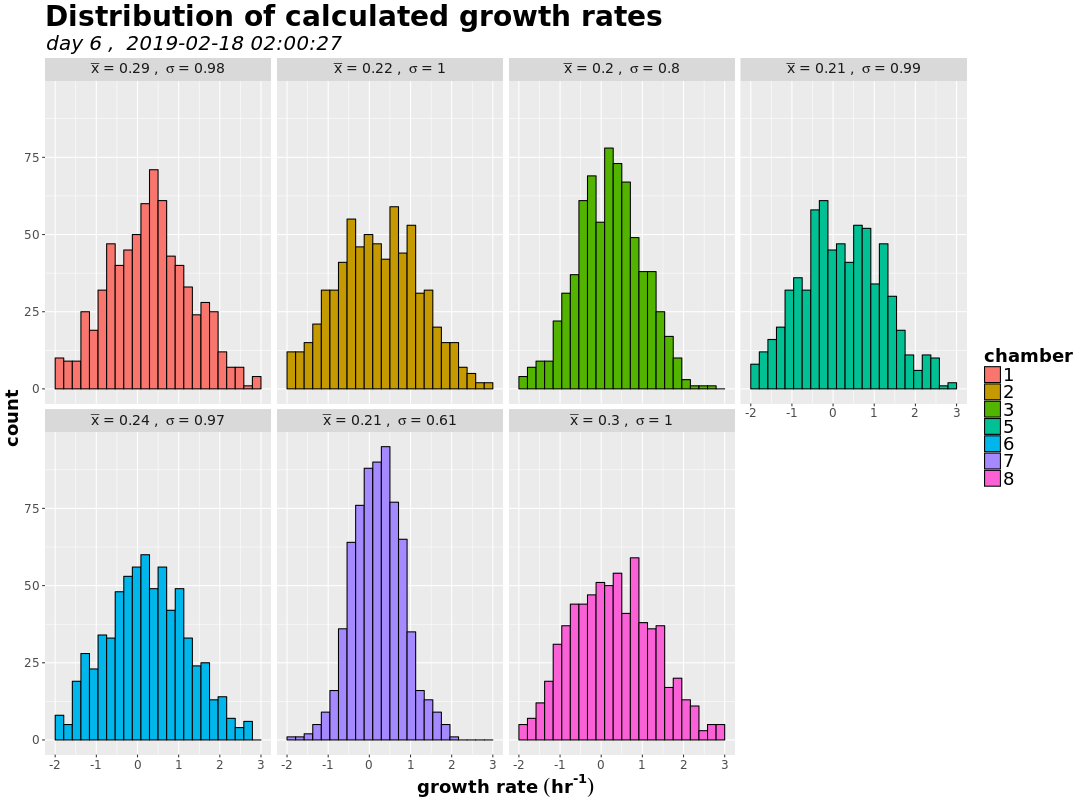 Distribution of calculated growth rates
day 6 ,  2019-02-18 02:00:27
x̅ = 0.29 ,  σ = 0.98
x̅ = 0.22 ,  σ = 1
x̅ = 0.2 ,  σ = 0.8
x̅ = 0.21 ,  σ = 0.99
75
50
25
0
-2 -1 0 1 2 3
x̅ = 0.24 ,  σ = 0.97
x̅ = 0.21 ,  σ = 0.61
x̅ = 0.3 ,  σ = 1
75
50
25
0
-2 -1 0 1 2 3
-2 -1 0 1 2 3
-2 -1 0 1 2 3
count
growth rate (hr⁻¹)
chamber
1
2
3
5
6
7
8